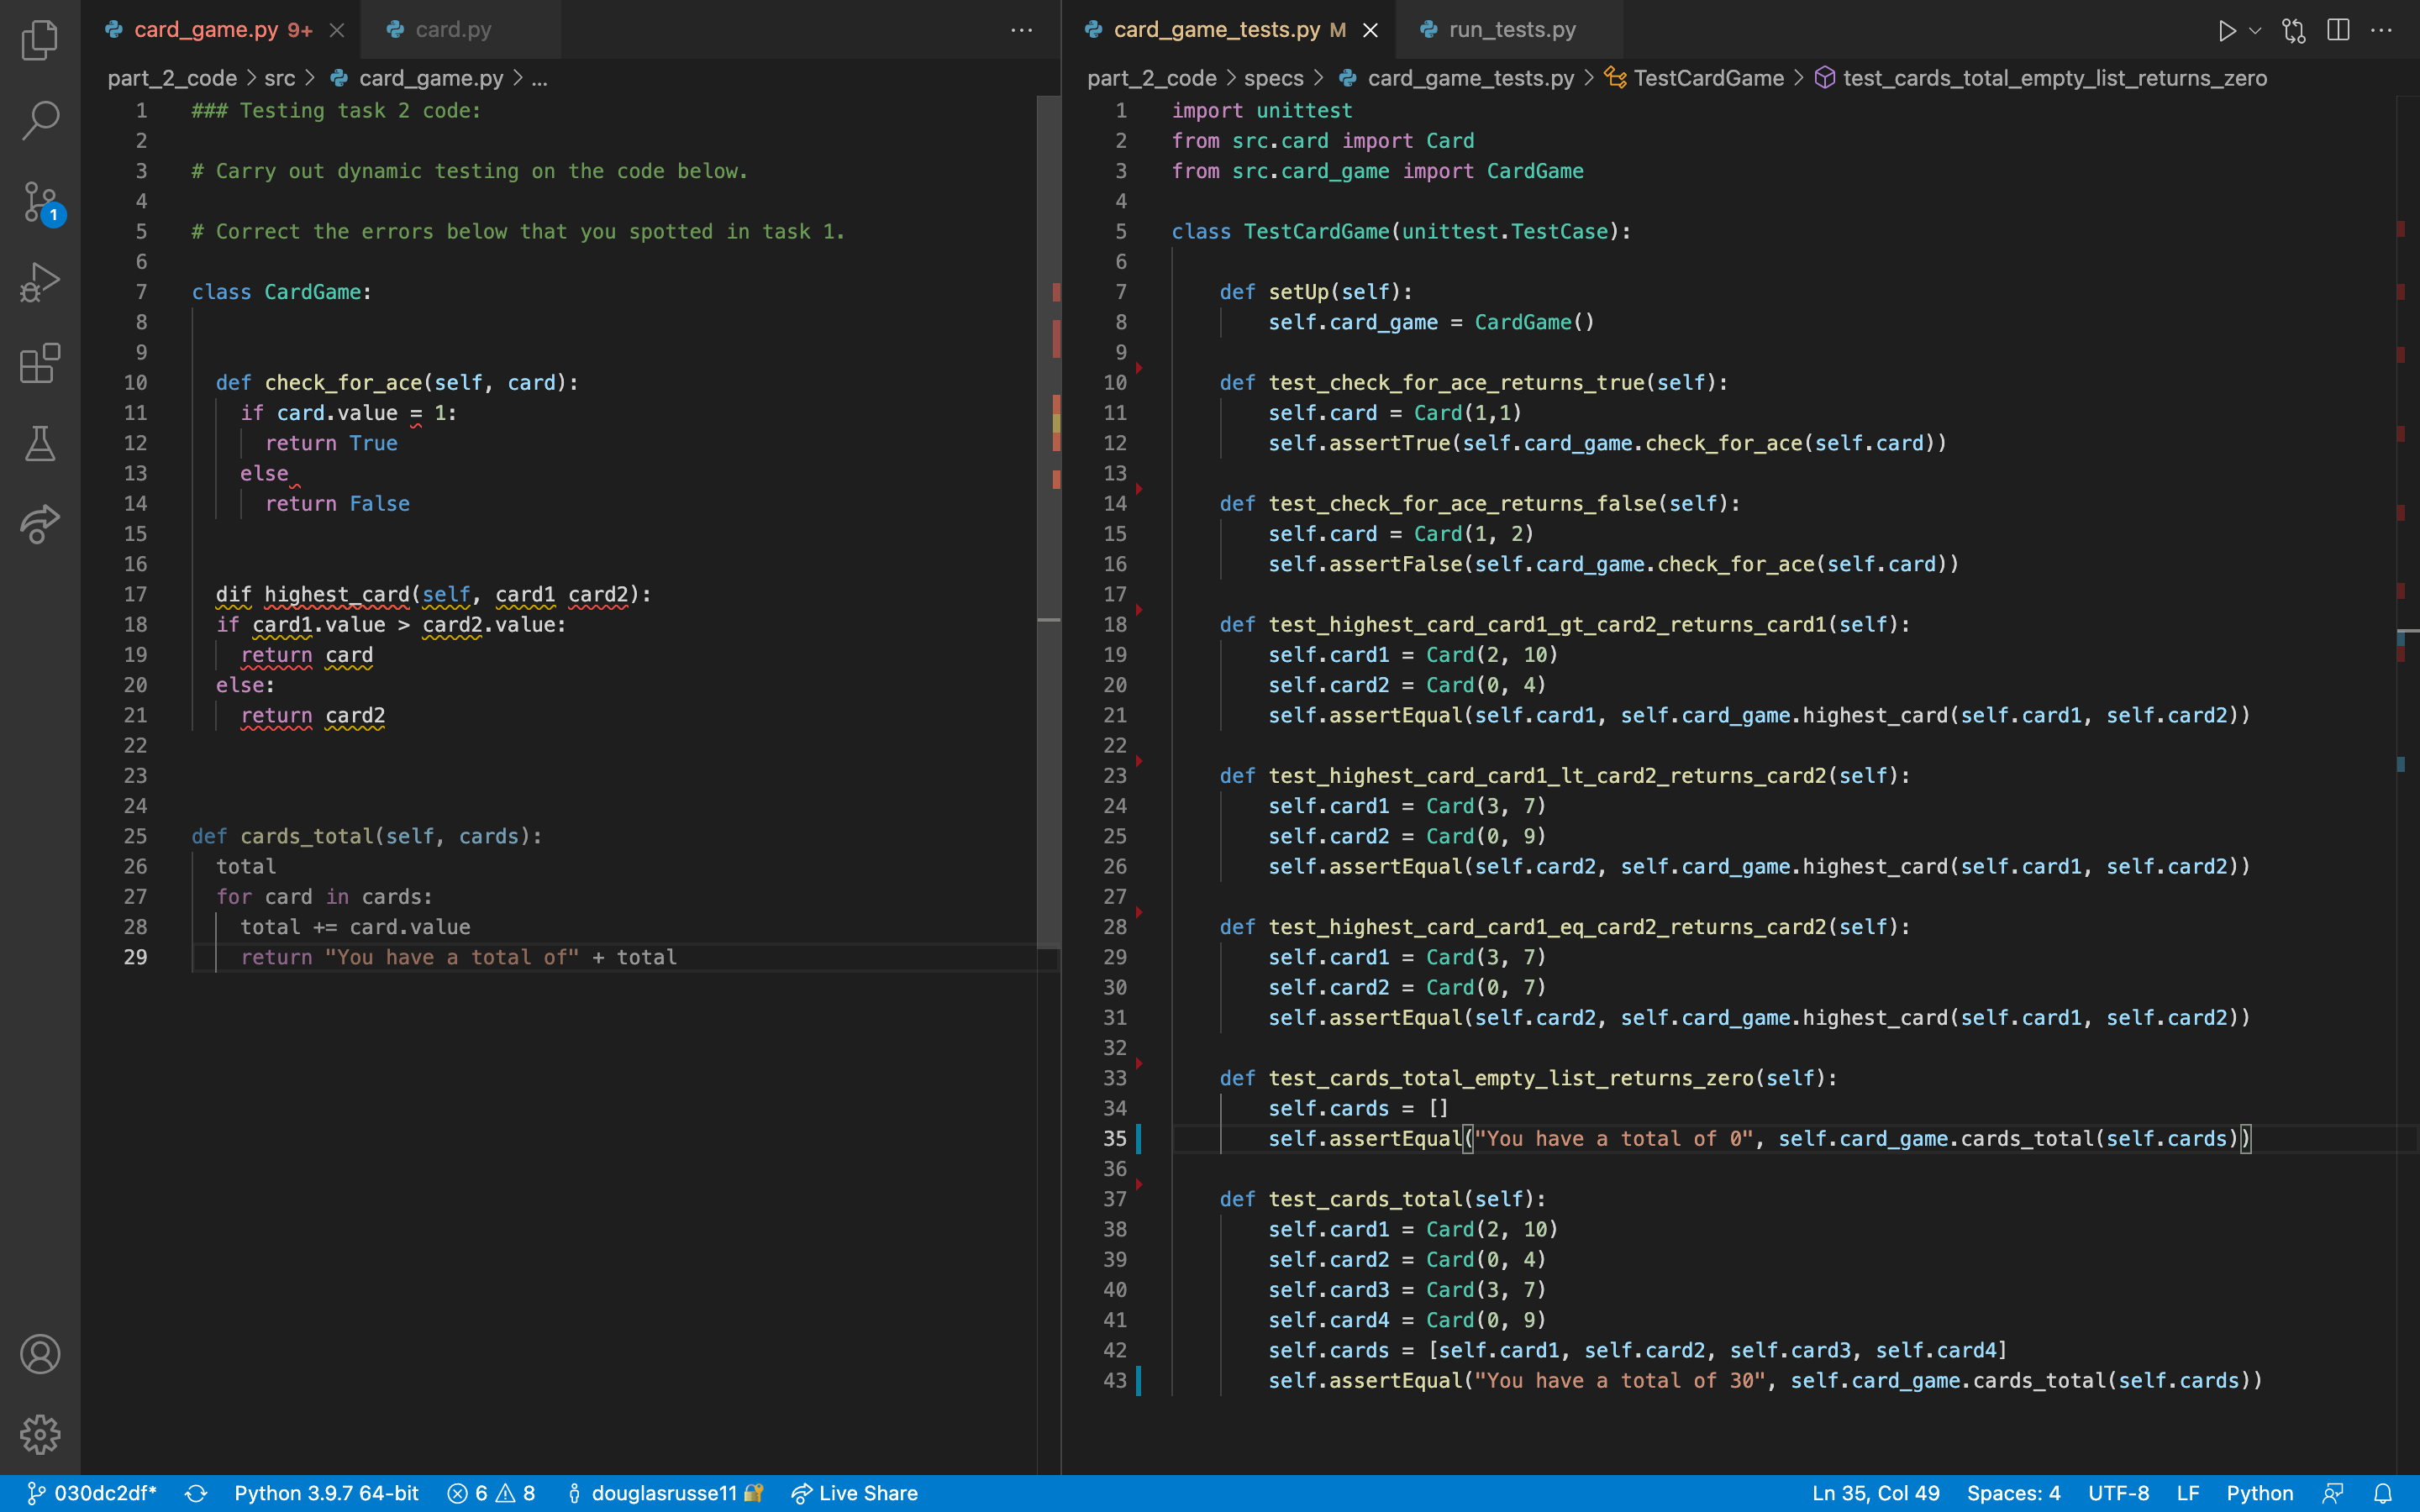 card_game.py 9+
card.py
part_2_code > src > card_game.py > ...
1 ### Testing task 2 code:
2
3 # Carry out dynamic testing on the code below.
4
5 # Correct the errors below that you spotted in task 1.
6
7 class CardGame:
8
9
10 def check_for_ace(self, card):
11 if card.value = 1:
12 return True
13 else
14 return False
15
16
17 dif highest_card(self, card1 card2):
18 if card1.value > card2.value:
19 return card
20 else:
21 return card2
22
23
24
25 def cards_total(self, cards):
26 total
27 for card in cards:
28 total += card.value
29 return "You have a total of" + total
card_game_tests.py M
run_tests.py
part_2_code > specs > card_game_tests.py > TestCardGame > test_cards_total_empty_list_returns_zero
1 import unittest
2 from src.card import Card
3 from src.card_game import CardGame
4
5 class TestCardGame(unittest.TestCase):
6
7 def setUp(self):
8 self.card_game = CardGame()
9
10 def test_check_for_ace_returns_true(self):
11 self.card = Card(1,1)
12 self.assertTrue(self.card_game.check_for_ace(self.card))
13
14 def test_check_for_ace_returns_false(self):
15 self.card = Card(1, 2)
16 self.assertFalse(self.card_game.check_for_ace(self.card))
17
18 def test_highest_card_card1_gt_card2_returns_card1(self):
19 self.card1 = Card(2, 10)
20 self.card2 = Card(0, 4)
21 self.assertEqual(self.card1, self.card_game.highest_card(self.card1, self.card2))
22
23 def test_highest_card_card1_lt_card2_returns_card2(self):
24 self.card1 = Card(3, 7)
25 self.card2 = Card(0, 9)
26 self.assertEqual(self.card2, self.card_game.highest_card(self.card1, self.card2))
27
28 def test_highest_card_card1_eq_card2_returns_card2(self):
29 self.card1 = Card(3, 7)
30 self.card2 = Card(0, 7)
31 self.assertEqual(self.card2, self.card_game.highest_card(self.card1, self.card2))
32
33 def test_cards_total_empty_list_returns_zero(self):
34 self.cards = []
35 self.assertEqual("You have a total of 0", self.card_game.cards_total(self.cards))
36
37 def test_cards_total(self):
38 self.card1 = Card(2, 10)
39 self.card2 = Card(0, 4)
40 self.card3 = Card(3, 7)
41 self.card4 = Card(0, 9)
42 self.cards = [self.card1, self.card2, self.card3, self.card4]
43 self.assertEqual("You have a total of 30", self.card_game.cards_total(self.cards))
1
030dc2df* Python 3.9.7 64-bit 6 8 douglasrusse11 Live Share Ln 35, Col 49 Spaces: 4 UTF-8 LF Python